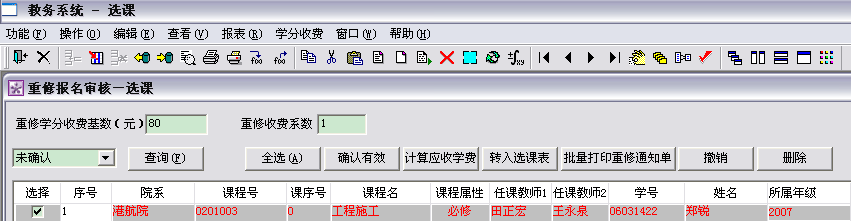 教务系统 - 选课
功能(F) 操作(O) 编辑(E) 查看(V) 报表(R) 学分收费 窗口(W) 帮助(H)
重修报名审核—选课
重修学分收费基数(元) 80 重修收费系数 1
未确认 查询(F) 全选(A) 确认有效 计算应收学费 转入选课表 批量打印重修通知单 撤销 删除
选择 序号 院系 课程号 课序号 课程名 课程属性 任课教师1 任课教师2 学号 姓名 所属年级
1 港航院 0201003 0 工程施工 必修 田正宏 王永泉 06031422 郑锐 2007